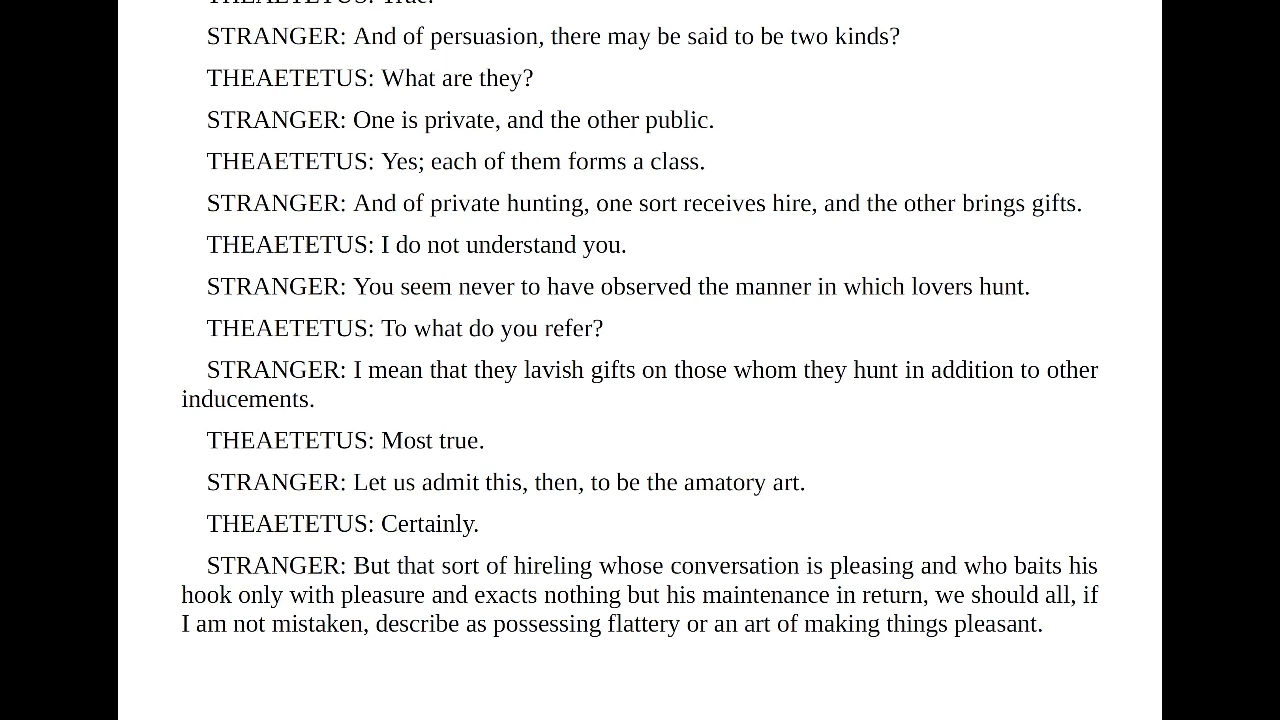 THEAETETUS: True.
STRANGER: And of persuasion, there may be said to be two kinds?
THEAETETUS: What are they?
STRANGER: One is private, and the other public.
THEAETETUS: Yes; each of them forms a class.
STRANGER: And of private hunting, one sort receives hire, and the other brings gifts.
THEAETETUS: I do not understand you.
STRANGER: You seem never to have observed the manner in which lovers hunt.
THEAETETUS: To what do you refer?
STRANGER: I mean that they lavish gifts on those whom they hunt in addition to other
inducements.
THEAETETUS: Most true.
STRANGER: Let us admit this, then, to be the amatory art.
THEAETETUS: Certainly.
STRANGER: But that sort of hireling whose conversation is pleasing and who baits his
hook only with pleasure and exacts nothing but his maintenance in return, we should all, if
I am not mistaken, describe as possessing flattery or an art of making things pleasant.